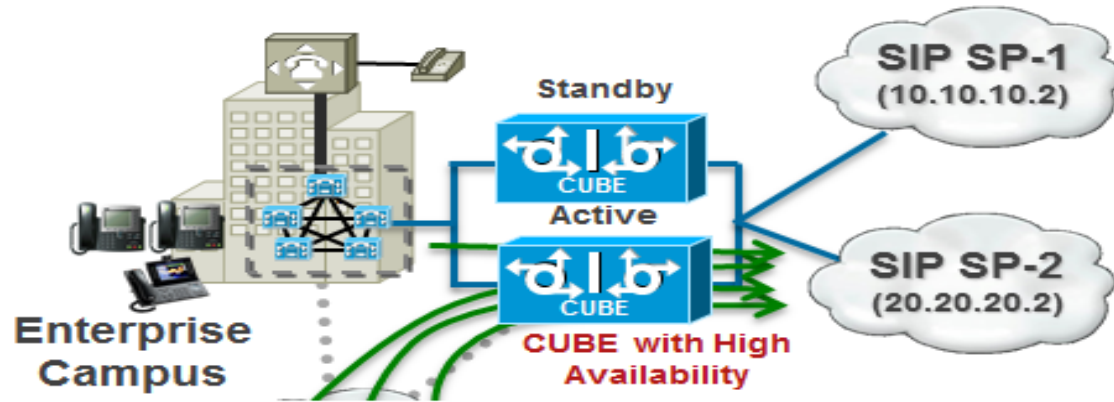 SIP SP-1
(10.10.10.2)
Standby
CUBE
Active
CUBE
SIP SP-2
(20.20.20.2)
Enterprise
Campus
CUBE with High
Availability